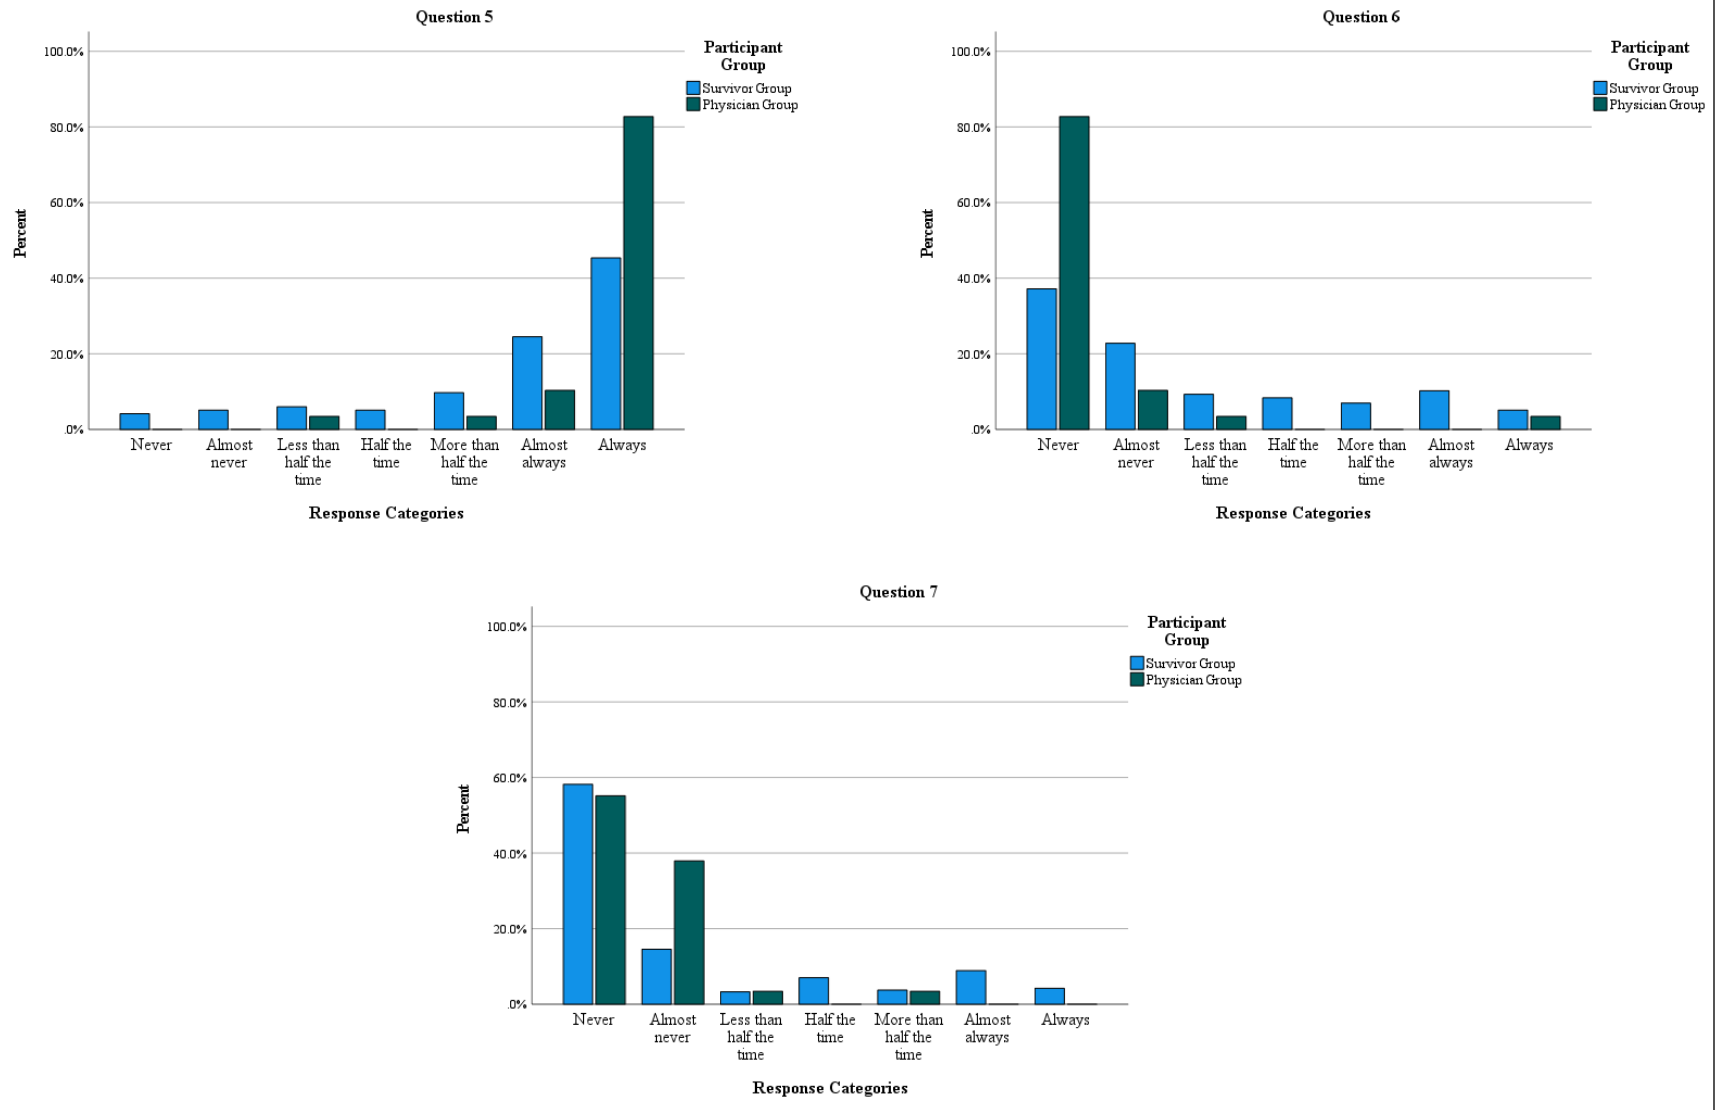 Question 5
Participant
Group
Survivor Group
Physician Group
100.0%
80.0%
60.0%
40.0%
20.0%
.0%
Percent
Never
Almost
never
Less than
half the
time
Half the
time
More than
half the
time
Almost
always
Always
Response Categories
Question 6
Participant
Group
Survivor Group
Physician Group
100.0%
80.0%
60.0%
40.0%
20.0%
.0%
Percent
Never
Almost
never
Less than
half the
time
Half the
time
More than
half the
time
Almost
always
Always
Response Categories
Question 7
Participant
Group
Survivor Group
Physician Group
100.0%
80.0%
60.0%
40.0%
20.0%
.0%
Percent
Never
Almost
never
Less than
half the
time
Half the
time
More than
half the
time
Almost
always
Always
Response Categories